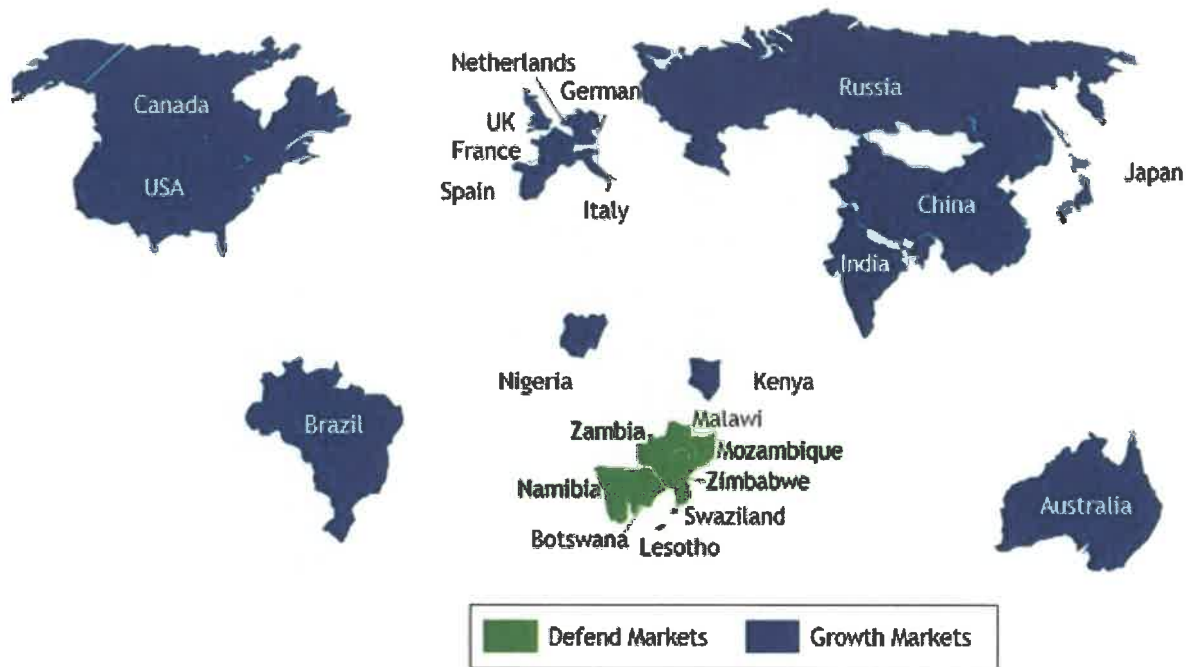 Netherlands
German
Russia
Canada
UK
France
USA
Spain
Italy
Japan
China
India
Nigeria
Kenya
Brazil
Malawi
Zambia
Mozambique
Namibia
Zimbabwe
Swaziland
Botswana
Lesotho
Australia
Defend Markets
Growth Markets